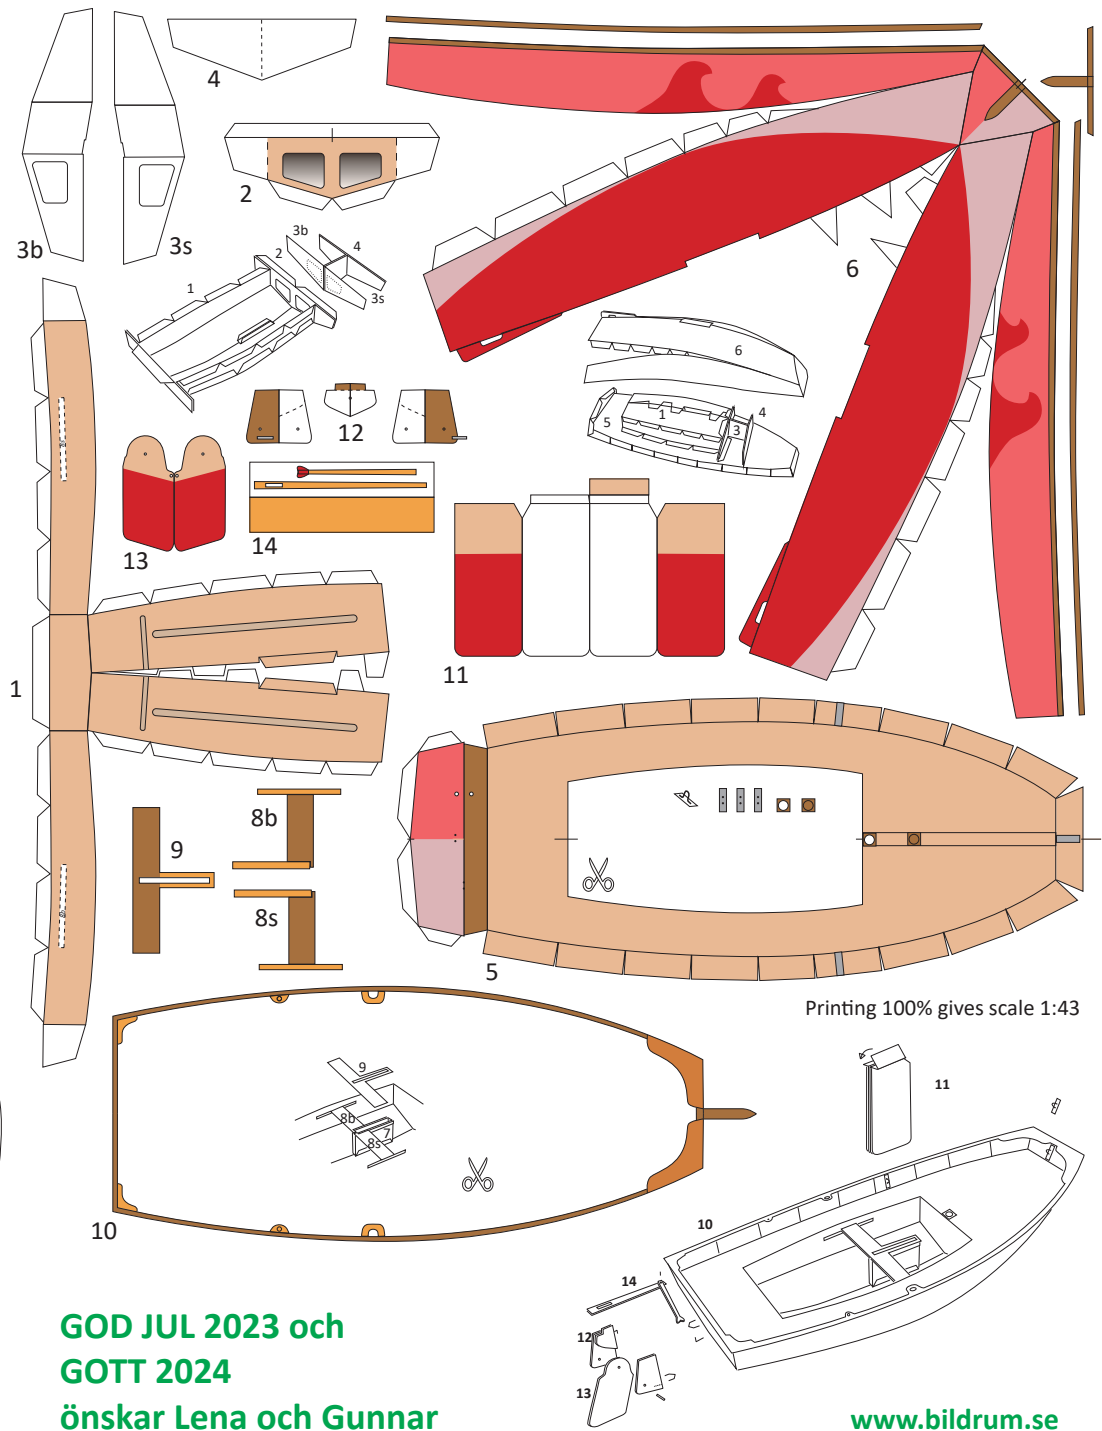 4
2
3b
3s
3b
4
2
1
3s
6
6
1
4
5
3
12
13
14
11
1
9
8b
8s
5
Printing 100% gives scale 1:43
9
8b
7
8s
10
11
10
14
12
13
GOD JUL 2023 och
GOTT 2024
önskar Lena och Gunnar
www.bildrum.se